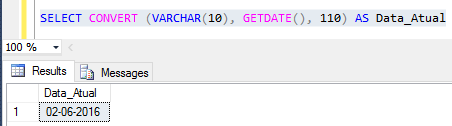 SELECT CONVERT (VARCHAR(10), GETDATE(), 110) AS Data_Atual
100 %
Results Messages
Data_Atual
1 02-06-2016